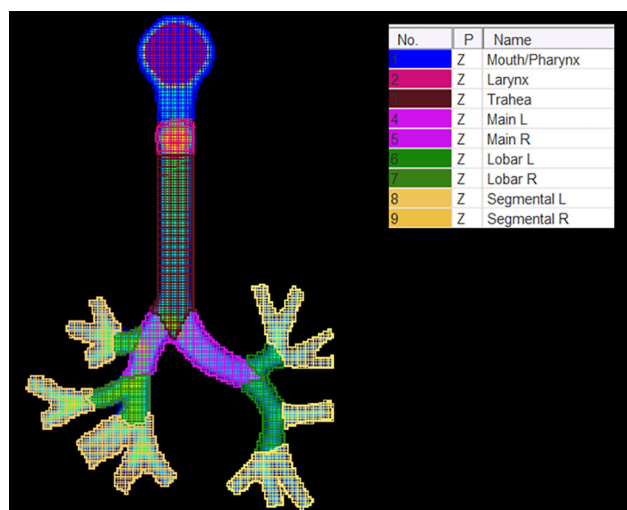 No. P Name
1 Z Mouth/Pharynx
2 Z Larynx
3 Z Trahea
4 Z Main L
5 Z Main R
6 Z Lobar L
7 Z Lobar R
8 Z Segmental L
9 Z Segmental R